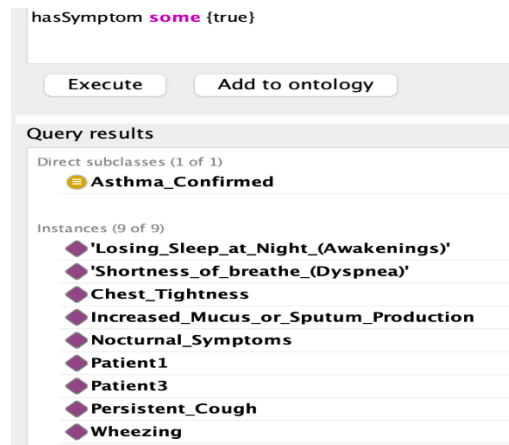 hasSymptom some {true}
Execute
Add to ontology
Query results
Direct subclasses (1 of 1)
Asthma_Confirmed
Instances (9 of 9)
'Losing_Sleep_at_Night_(Awakenings)'
'Shortness_of_breathe_(Dyspnea)'
Chest_Tightness
Increased_Mucus_or_Sputum_Production
Nocturnal_Symptoms
Patient1
Patient3
Persistent_Cough
Wheezing